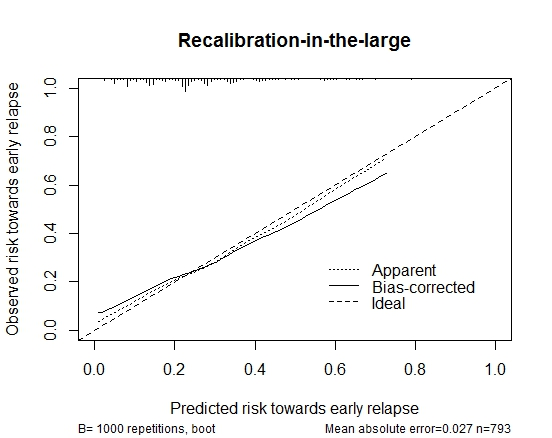 Recalibration-in-the-large
Observed risk towards early relapse
1.0
0.8
0.6
0.4
0.2
0.0
Apparent
Bias-corrected
Ideal
0.0 0.2 0.4 0.6 0.8 1.0
Predicted risk towards early relapse
B= 1000 repetitions, boot Mean absolute error=0.027 n=793